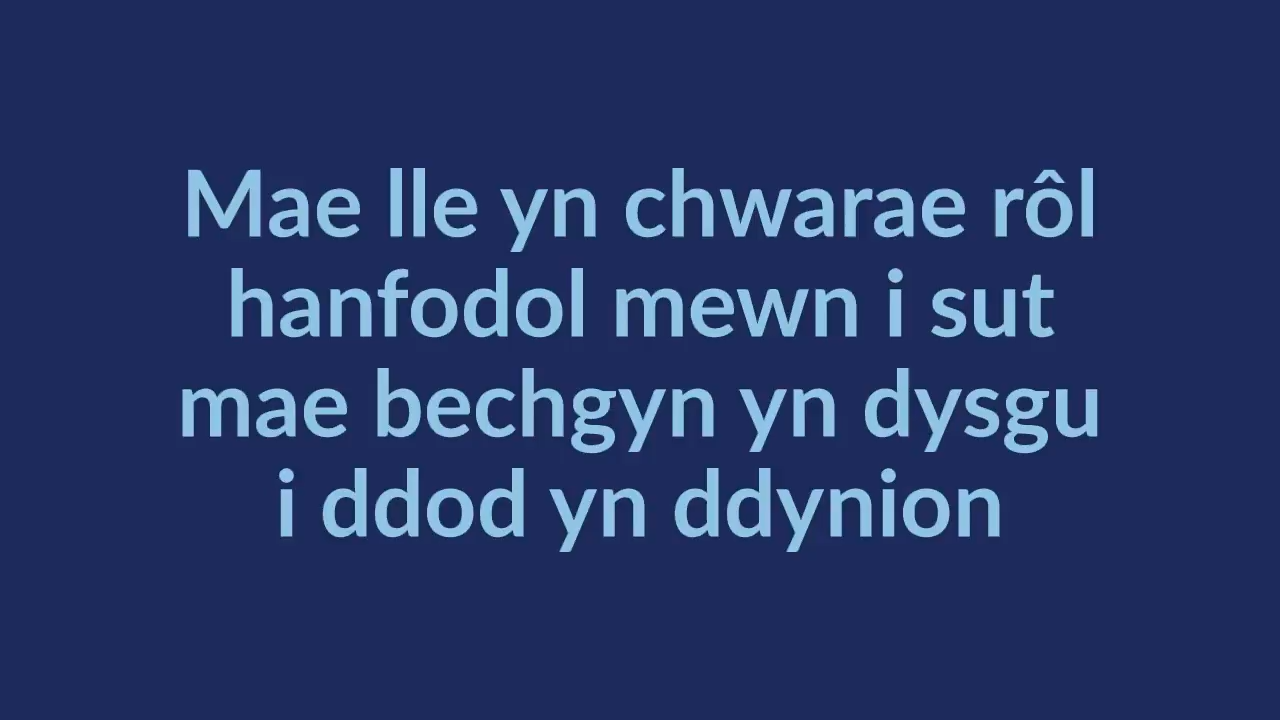 Mae lle yn chwarae rôl
hanfodol mewn i sut
mae bechgyn yn dysgu
i ddod yn ddynion